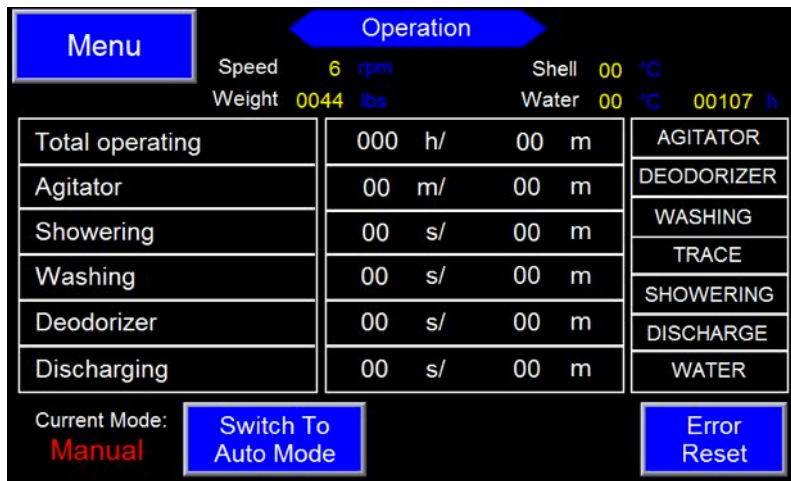 Menu
Operation
Speed 6 rpm Shell 00 °C
Weight 0044 lbs Water 00 °C 00107 h
Total operating 000 h/ 00 m AGITATOR
Agitator 00 m/ 00 m DEODORIZER
Showering 00 s/ 00 m WASHING
TRACE
Washing 00 s/ 00 m SHOWERING
Deodorizer 00 s/ 00 m DISCHARGE
Discharging 00 s/ 00 m WATER
Current Mode:
Manual
Switch To
Auto Mode
Error
Reset